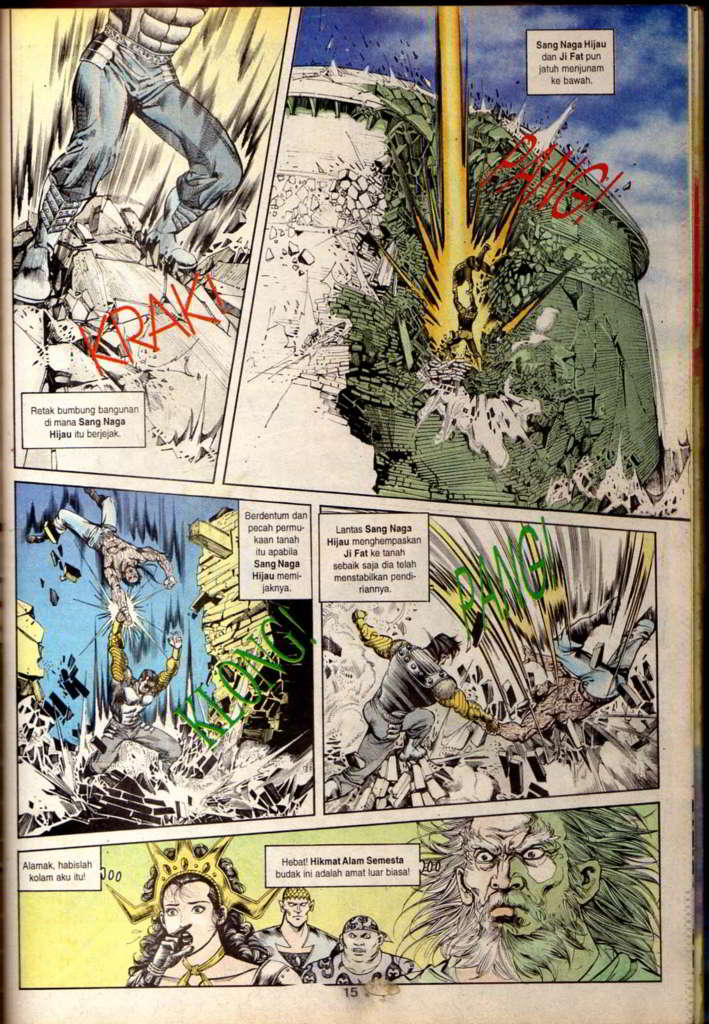 KRAK!
Retak bumbung bangunan
di mana Sang Naga
Hijau itu berjejak.
Sang Naga Hijau
dan Ji Fat pun
jatuh menjunam
ke bawah.
PANG!
Berdentum dan
pecah permu-
kaan tanah
itu apabila
Sang Naga
Hijau memi-
jaknya.
KLONG!
Lantas Sang Naga
Hijau menghempaskan
Ji Fat ke tanah
sebaik saja dia telah
menstabilkan pendi-
riannya.
PANG!
Alamak, habislah
kolam aku itu!
Hebat! Hikmat Alam Semesta
budak ini adalah amat luar biasa!
15